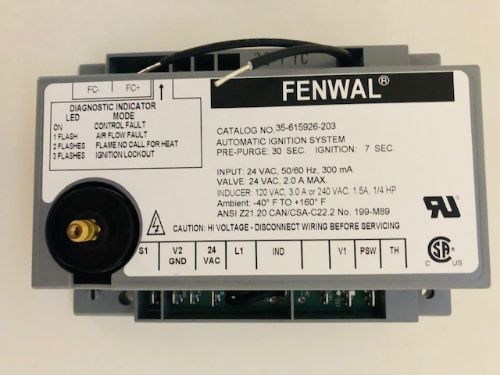 FC- FC+
FENWAL®
DIAGNOSTIC INDICATOR
LED MODE
ON CONTROL FAULT
1 FLASH AIR FLOW FAULT
2 FLASHES FLAME NO CALL FOR HEAT
3 FLASHES IGNITION LOCKOUT
CATALOG NO 35-615926-203
AUTOMATIC IGNITION SYSTEM
PRE-PURGE: 30 SEC. IGNITION: 7 SEC.
INPUT: 24 VAC, 50/60 Hz, 300 mA
VALVE: 24 VAC, 2.0 A MAX.
INDUCER: 120 VAC, 3.0 A or 240 VAC, 1.5A, 1/4 HP
Ambient: -40° F TO +160° F
ANSI Z21.20 CAN/CSA-C22.2 No. 199-M89
CAUTION: HI VOLTAGE - DISCONNECT WIRING BEFORE SERVICING
S1 V2 GND 24 VAC L1 IND V1 PSW TH
C SA US